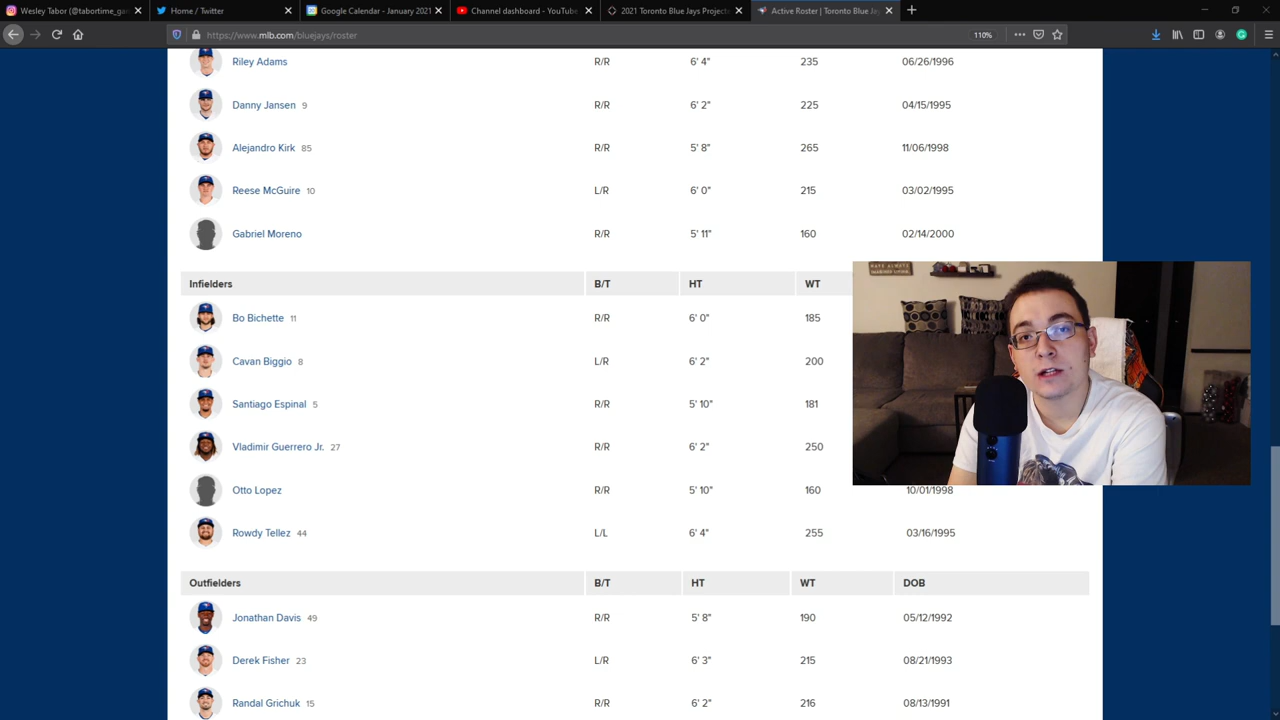 Wesley Tabor (@tabortime_ga
Home / Twitter
Google Calendar - January 2021
Channel dashboard - YouTube
2021 Toronto Blue Jays Project
Active Roster | Toronto Blue Ja
https://www.mlb.com/bluejays/roster
110%
Riley Adams R/R 6' 4" 235 06/26/1996
Danny Jansen 9 R/R 6' 2" 225 04/15/1995
Alejandro Kirk 85 R/R 5' 8" 265 11/06/1998
Reese McGuire 10 L/R 6' 0" 215 03/02/1995
Gabriel Moreno R/R 5' 11" 160 02/14/2000
Infielders B/T HT WT
Bo Bichette 11 R/R 6' 0" 185
Cavan Biggio 8 L/R 6' 2" 200
Santiago Espinal 5 R/R 5' 10" 181
Vladimir Guerrero Jr. 27 R/R 6' 2" 250
Otto Lopez R/R 5' 10" 160 10/01/1998
Rowdy Tellez 44 L/L 6' 4" 255 03/16/1995
Outfielders B/T HT WT DOB
Jonathan Davis 49 R/R 5' 8" 190 05/12/1992
Derek Fisher 23 L/R 6' 3" 215 08/21/1993
Randal Grichuk 15 R/R 6' 2" 216 08/13/1991